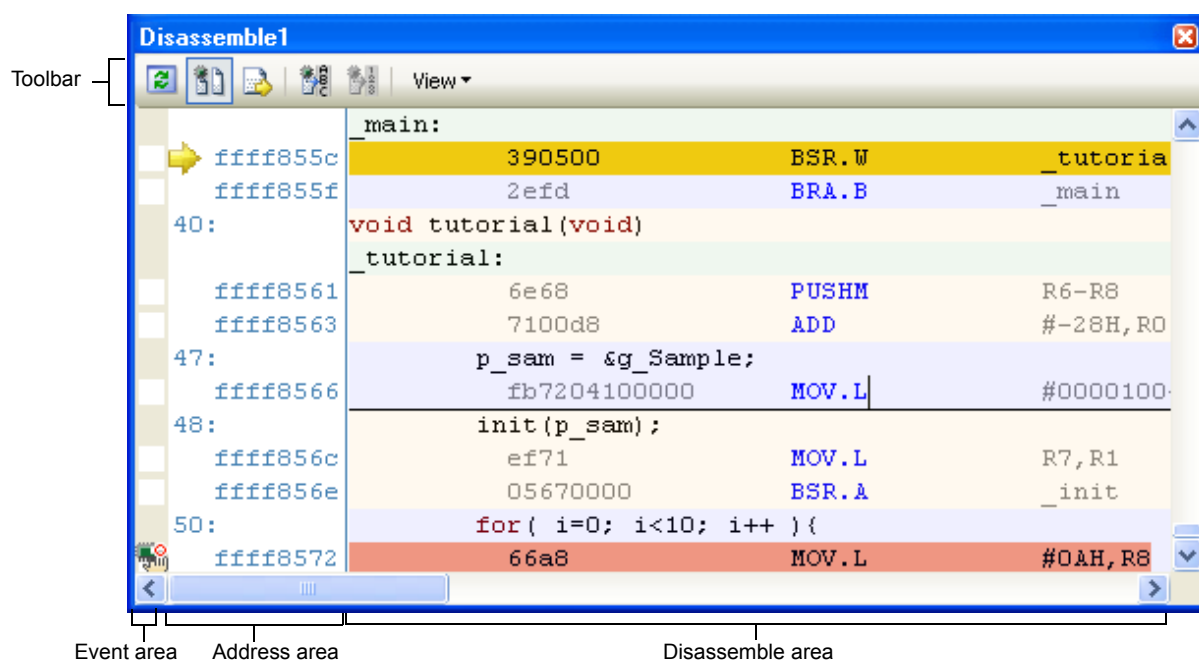 Disassemble1
Toolbar
View
_main:
ffff855c 390500 BSR.W _tutoria
ffff855f 2efd BRA.B _main
40: void tutorial(void)
_tutorial:
ffff8561 6e68 PUSHM R6-R8
ffff8563 7100d8 ADD #-28H,R0
47: p_sam = &g_Sample;
ffff8566 fb7204100000 MOV.L #0000100
48: init(p_sam);
ffff856c ef71 MOV.L R7,R1
ffff856e 05670000 BSR.A _init
50: for( i=0; i<10; i++ ){
ffff8572 66a8 MOV.L #0AH,R8
Event area Address area Disassemble area